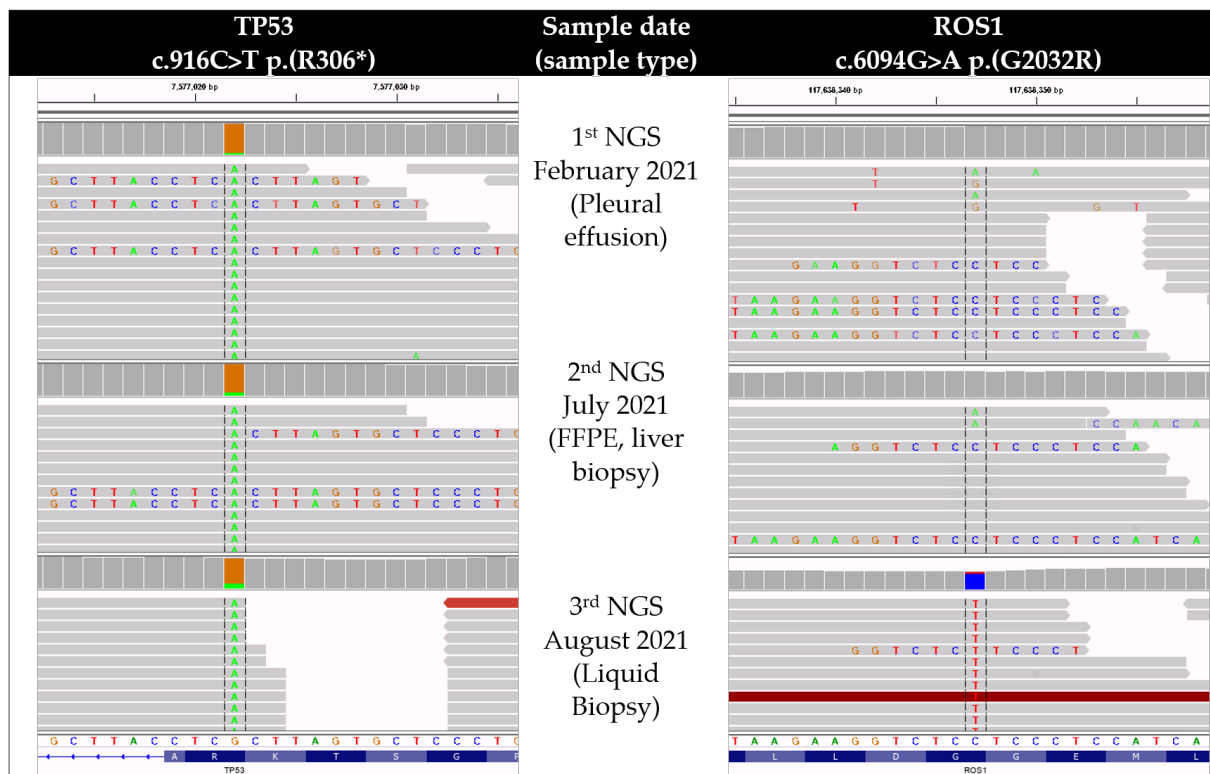 TP53
c.916C>T p.(R306*)
Sample date
(sample type)
ROS1
c.6094G>A p.(G2032R)
7,577,020 bp
7,577,030 bp
A
G C T T A C C T C A C T T A G T
A
G C T T A C C T C A C T T A G T G C T
A
A
A
G C T T A C C T C A C T T A G T G C T C C C T G
A
A
A
A
A
A
A
A
A A
1st NGS
February 2021
(Pleural
effusion)
117,638,340 bp
117,638,350 bp
T A A
T G
A
T G G T
G A A G G T C T C C T C C
T A A G A A G G T C T C C T C C C T C
T A A G A A G G T C T C C T C C C T C C
T A A G A A G G T C T C C T C C C T C C A
A
A
A C T T A G T G C T C C C T G
A
A
A
A
G C T T A C C T C A C T T A G T G C T C C C T G
G C T T A C C T C A C T T A G T G C T C C C T G
A
A
A
A
2nd NGS
July 2021
(FFPE, liver
biopsy)
A
A C C A A C A
A G G T C T C C T C C C T C C A
T A A G A A G G T C T C C T C C C T C C A T C A
A
A
A
A
A
A
A
A
A
A
A
A
3rd NGS
August 2021
(Liquid
Biopsy)
T
T
T
T
G G T C T C T T C C C T
T
T
T
T
T
T
G C T T A C C T C G C T T A G T G C T C C C T G
A R K T S G P
TP53
T A A G A A G G T C T C C T C C C T C C A T C A
L L D G G E M L
ROS1